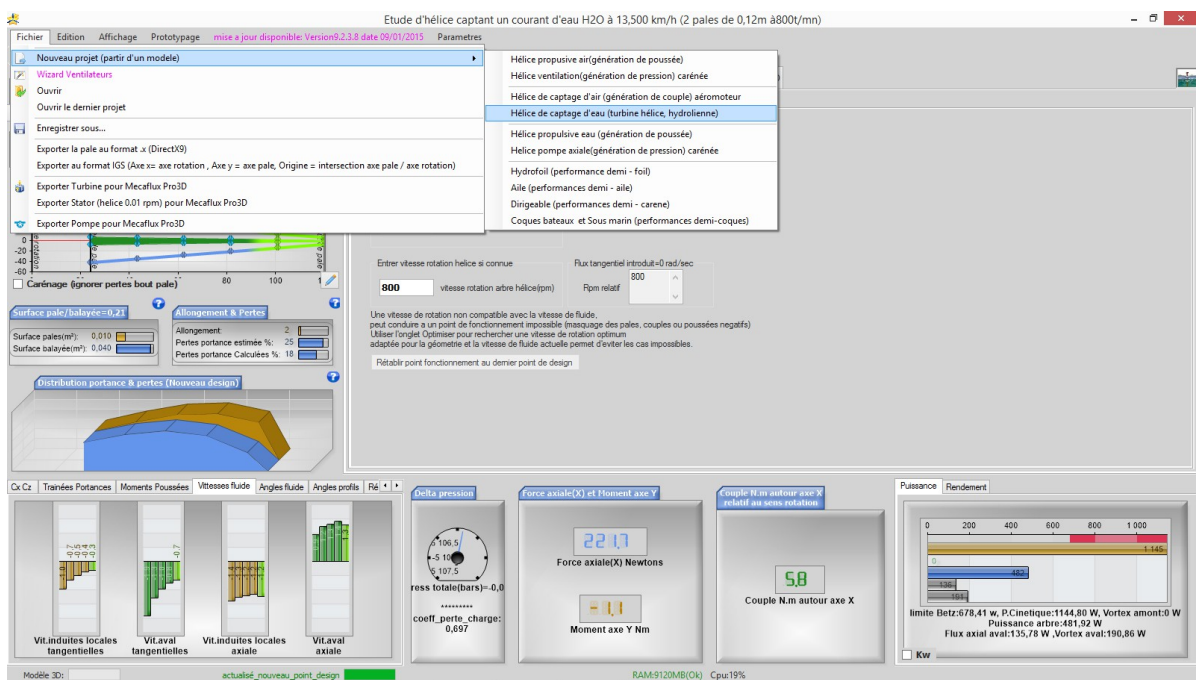 Etude d'hélice captant un courant d'eau H2O à 13,500 km/h (2 pales de 0,12m à800t/mn)
Fichier Edition Affichage Prototypage mise a jour disponible: Version9.2.3.8 date 09/01/2015 Parametres
Nouveau projet (partir d'un modele)
Wizard Ventilateurs
Ouvrir
Ouvrir le dernier projet
Enregistrer sous...
Exporter la pale au format .x (DirectX9)
Exporter au format IGS (Axe x= axe rotation , Axe y = axe pale, Origine = intersection axe pale / axe rotation)
Exporter Turbine pour Mecaflux Pro3D
Exporter Stator (helice 0.01 rpm) pour Mecaflux Pro3D
Exporter Pompe pour Mecaflux Pro3D
Hélice propusive air(génération de poussée)
Hélice ventilation(génération de pression) carénée
Hélice de captage d'air (génération de couple) aéromoteur
Hélice de captage d'eau (turbine hélice, hydrolienne)
Hélice propulsive eau (génération de poussée)
Helice pompe axiale(génération de pression) carénée
Hydrofoil (performance demi - foil)
Aile (performances demi - aile)
Dirigeable (performances demi - carene)
Coques bateaux et Sous marin (performances demi-coques)
0
-20
-40
-60
80 100
Carénage (ignorer pertes bout pale)
Entrer vitesse rotation helice si connue
800 vitesse rotation arbre hélice(rpm)
Flux tangentiel introduit=0 rad/sec
Rpm relatif 800
Une vitesse de rotation non compatible avec la vitesse de fluide,
peut conduire a un point de fonctionnement impossible (masquage des pales, couples ou poussées negatifs)
Utiliser l'onglet Optimiser pour rechercher une vitesse de rotation optimum
adaptée pour la géometrie et la vitesse de fluide actuelle permet d'eviter les cas impossibles.
Rétablir point fonctionnement au dernier point de design
Surface pale/balayée=0,21
Surface pales(m²): 0,010
Surface balayée(m²): 0,040
Allongement & Pertes
Allongement: 2
Pertes portance estimée %: 25
Pertes portance Calculées %: 18
Distribution portance & pertes (Nouveau design)
Cx Cz Trainées Portances Moments Poussées Vittesses fluide Angles fluide Angles profils Ré
Vit.induites locales tangentielles
Vit.aval tangentielles
Vit.induites locales axiale
Vit.aval axiale
Delta pression
106,5
-5 10
107,5
ress totale(bars)=-0,0
*********
coeff_perte_charge:
0,697
Force axiale(X) et Moment axe Y
221,7
Force axiale(X) Newtons
-1,1
Moment axe Y Nm
Couple N.m autour axe X
relatif au sens rotation
5,8
Couple N.m autour axe X
Puissance Rendement
0 200 400 600 800 1 000
1 145
0
482
136
191
limite Betz:678,41 w, P.Cinetique:1144,80 W, Vortex amont:0 W
Puissance arbre:481,92 W
Flux axial aval:135,78 W ,Vortex aval:190,86 W
Kw
Modèle 3D: actualisé_nouveau_point_design RAM:9120MB(Ok) Cpu:19%